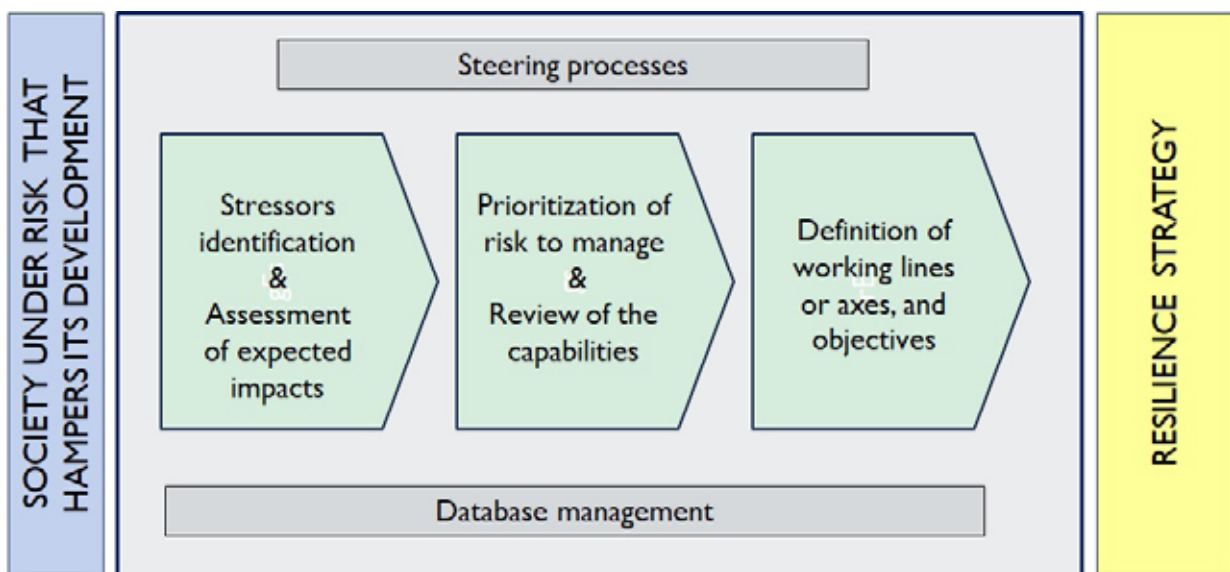 SOCIETY UNDER RISK THAT
HAMPERS ITS DEVELOPMENT
Steering processes
Stressors
identification
&
Assessment
of expected
impacts
Prioritization of
risk to manage
&
Review of the
capabilities
Definition of
working lines
or axes, and
objectives
Database management
RESILIENCE STRATEGY